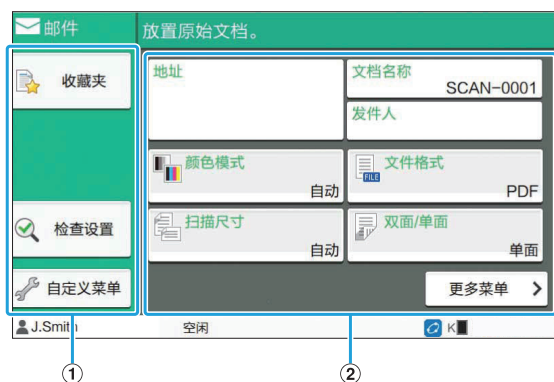 邮件
放置原始文档。
收藏夹
检查设置
自定义菜单
地址
文档名称
SCAN-0001
发件人
颜色模式
自动
文件格式
FILE
PDF
扫描尺寸
自动
双面/单面
单面
更多菜单
J.Smith
空闲
K
①
②